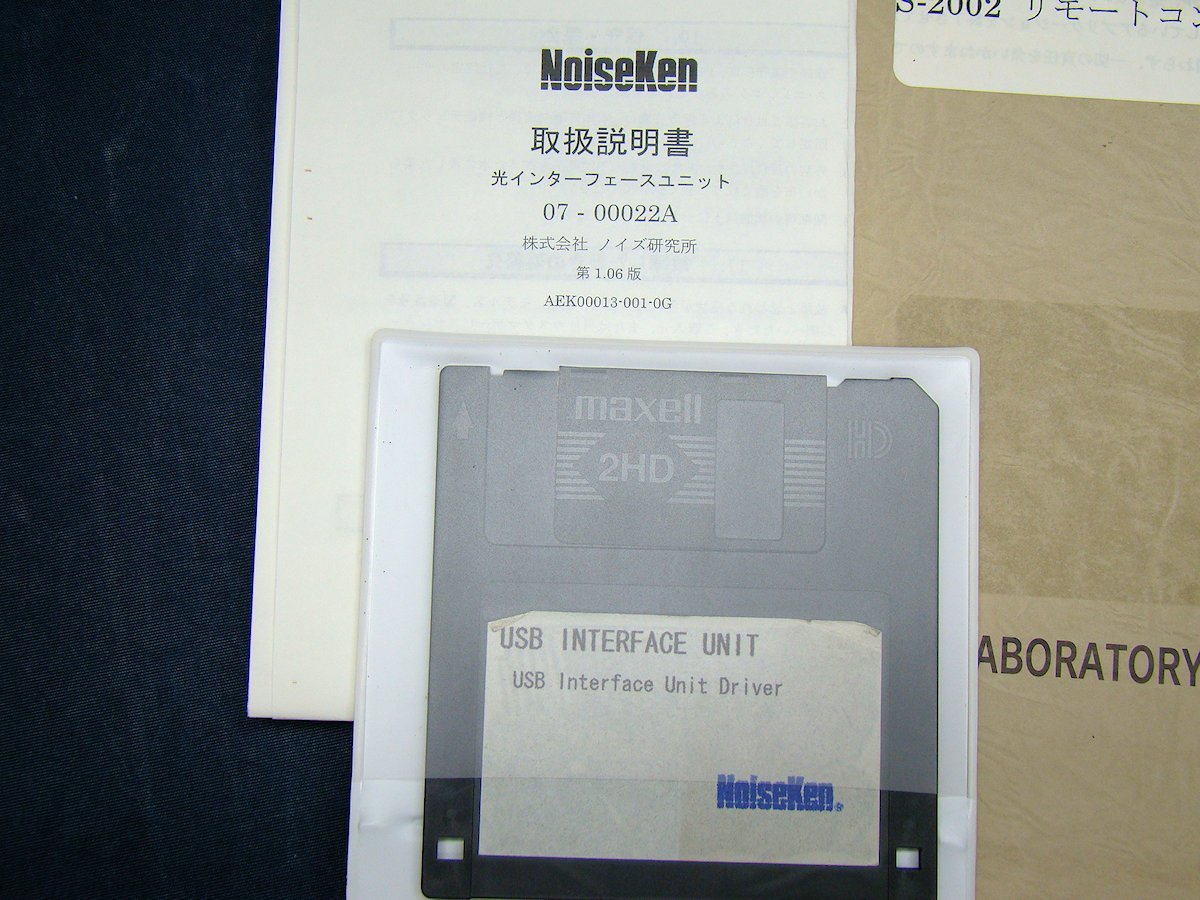 NoiseKen
取扱説明書
光インターフェースユニット
07 - 00022A
株式会社 ノイズ研究所
第 1.06 版
AEK00013-001-0G
S-2002 リモートコン
maxell
2HD
HD
USB INTERFACE UNIT
USB Interface Unit Driver
NoiseKen
ABORATORY